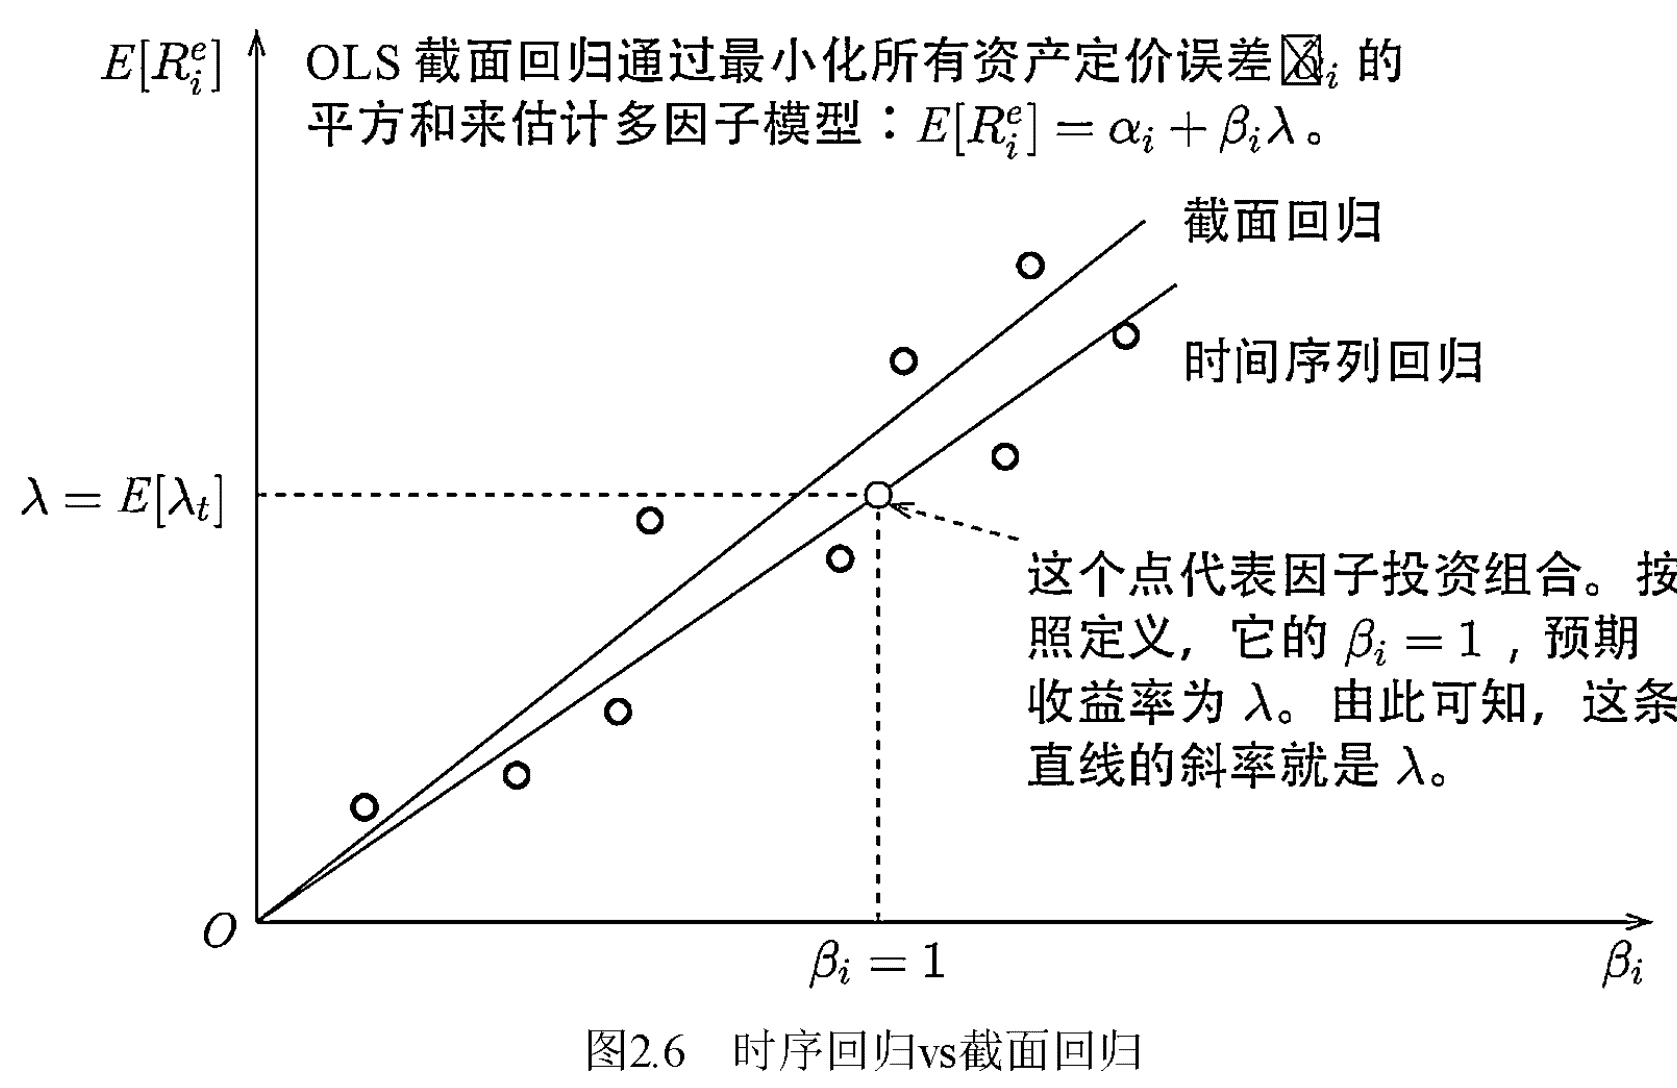 E[R_i^e]
OLS 截面回归通过最小化所有资产定价误差 _i 的
平方和来估计多因子模型：E[R_i^e] = α_i + β_iλ。
截面回归
时间序列回归
λ = E[λ_t]
这个点代表因子投资组合。按
照定义，它的 β_i = 1，预期
收益率为 λ。由此可知，这条
直线的斜率就是 λ。
O
β_i = 1
β_i
图2.6 时序回归vs截面回归